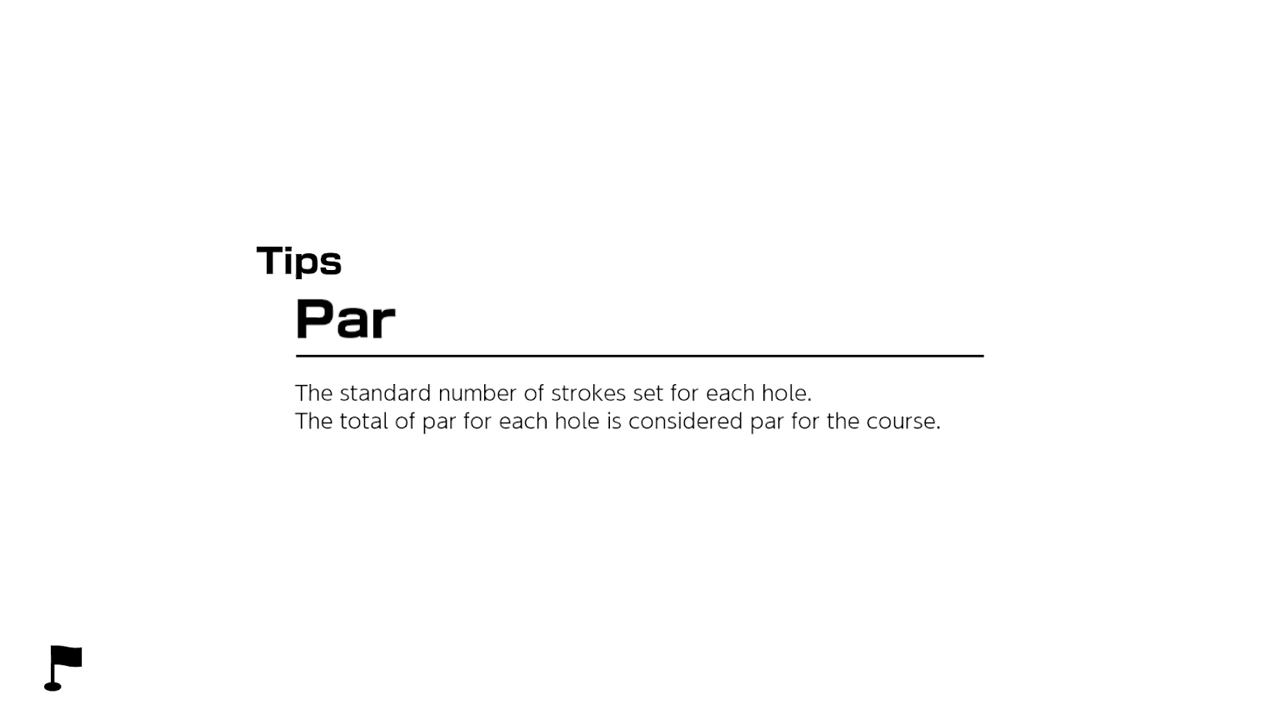 Tips
Par
The standard number of strokes set for each hole.
The total of par for each hole is considered par for the course.